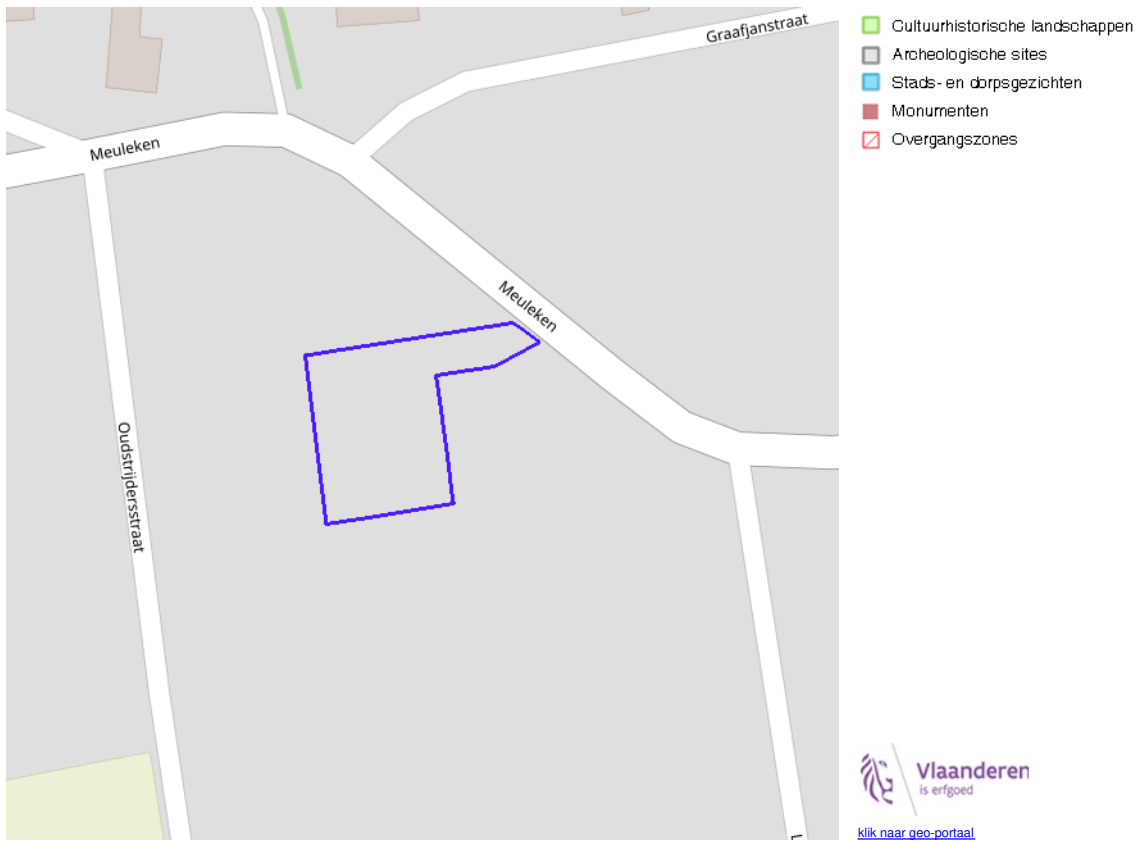 Graafjanstraat
Meuleken
Meuleken
Oudstrijdersstraat
Cultuurhistorische landschappen
Archeologische sites
Stads- en dorpsgezichten
Monumenten
Overgangszones
Vlaanderen
is erfgoed
klik naar geo-portaal